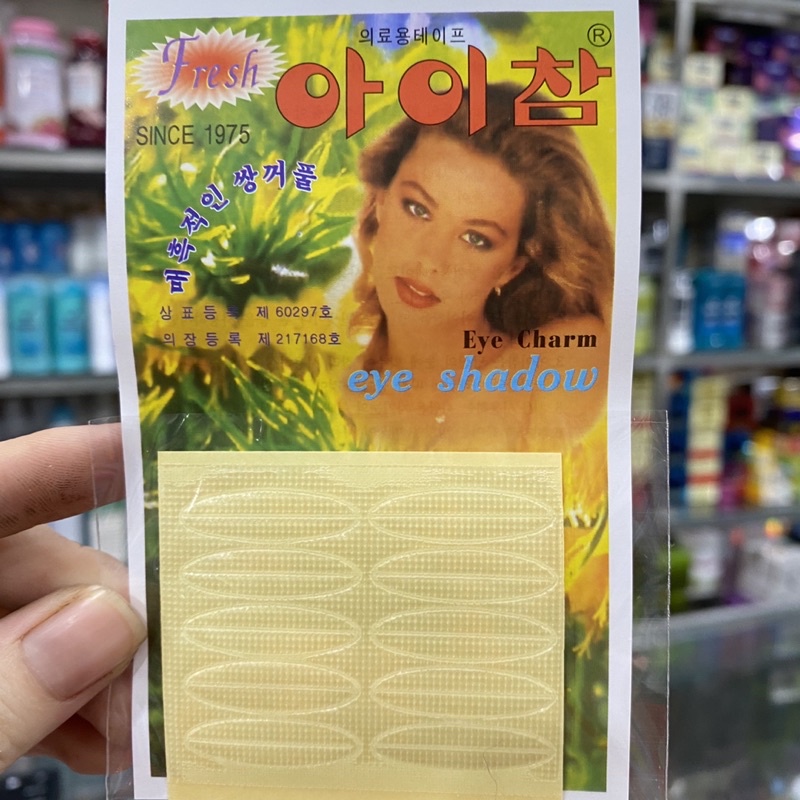 의료용테이프
Fresh
아이참®
SINCE 1975
매혹적인 쌍꺼풀
상표등록 제60297호
의장등록 제217168호
Eye Charm
eye shadow